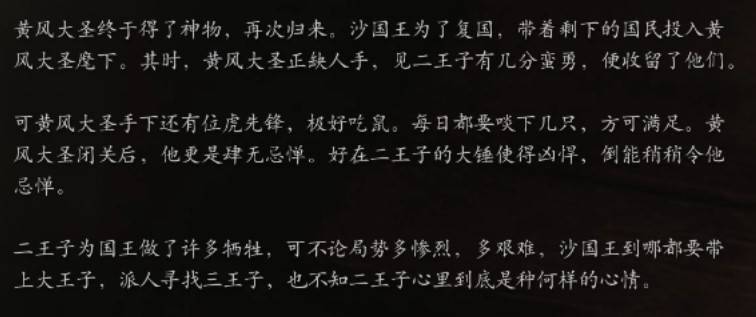 黄风大圣终于得了神物，再次归来。沙国王为了复国，带着剩下的国民投入黄
风大圣麾下。其时，黄风大圣正缺人手，见二王子有几分蛮勇，便收留了他们。
可黄风大圣手下还有位虎先锋，极好吃鼠。每日都要啖下几只，方可满足。黄
风大圣闭关后，他更是肆无忌惮。好在二王子的大锤使得凶悍，倒能稍稍令他
忌惮。
二王子为国王做了许多牺牲，可不论局势多惨烈，多艰难，沙国王到哪都要带
上大王子，派人寻找三王子，也不知二王子心里到底是种何样的心情。